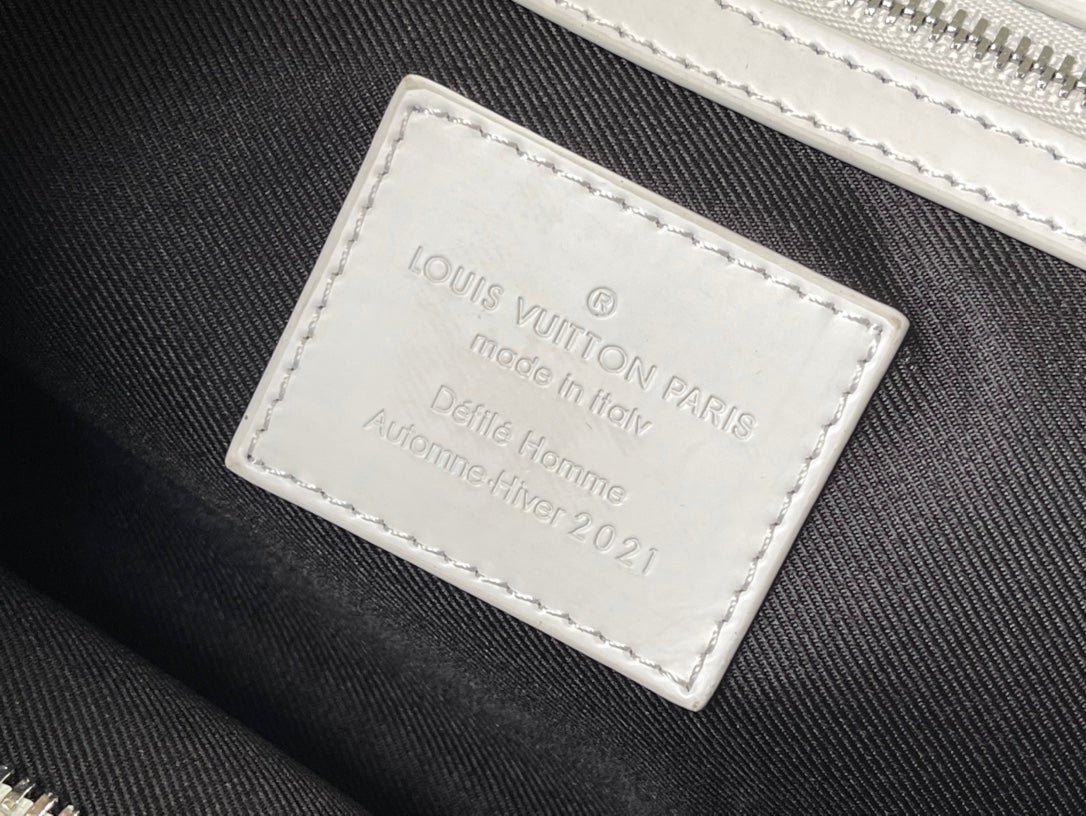 ®
LOUIS VUITTON PARIS
made in Italy
Défilé Homme
Automne-Hiver 2021